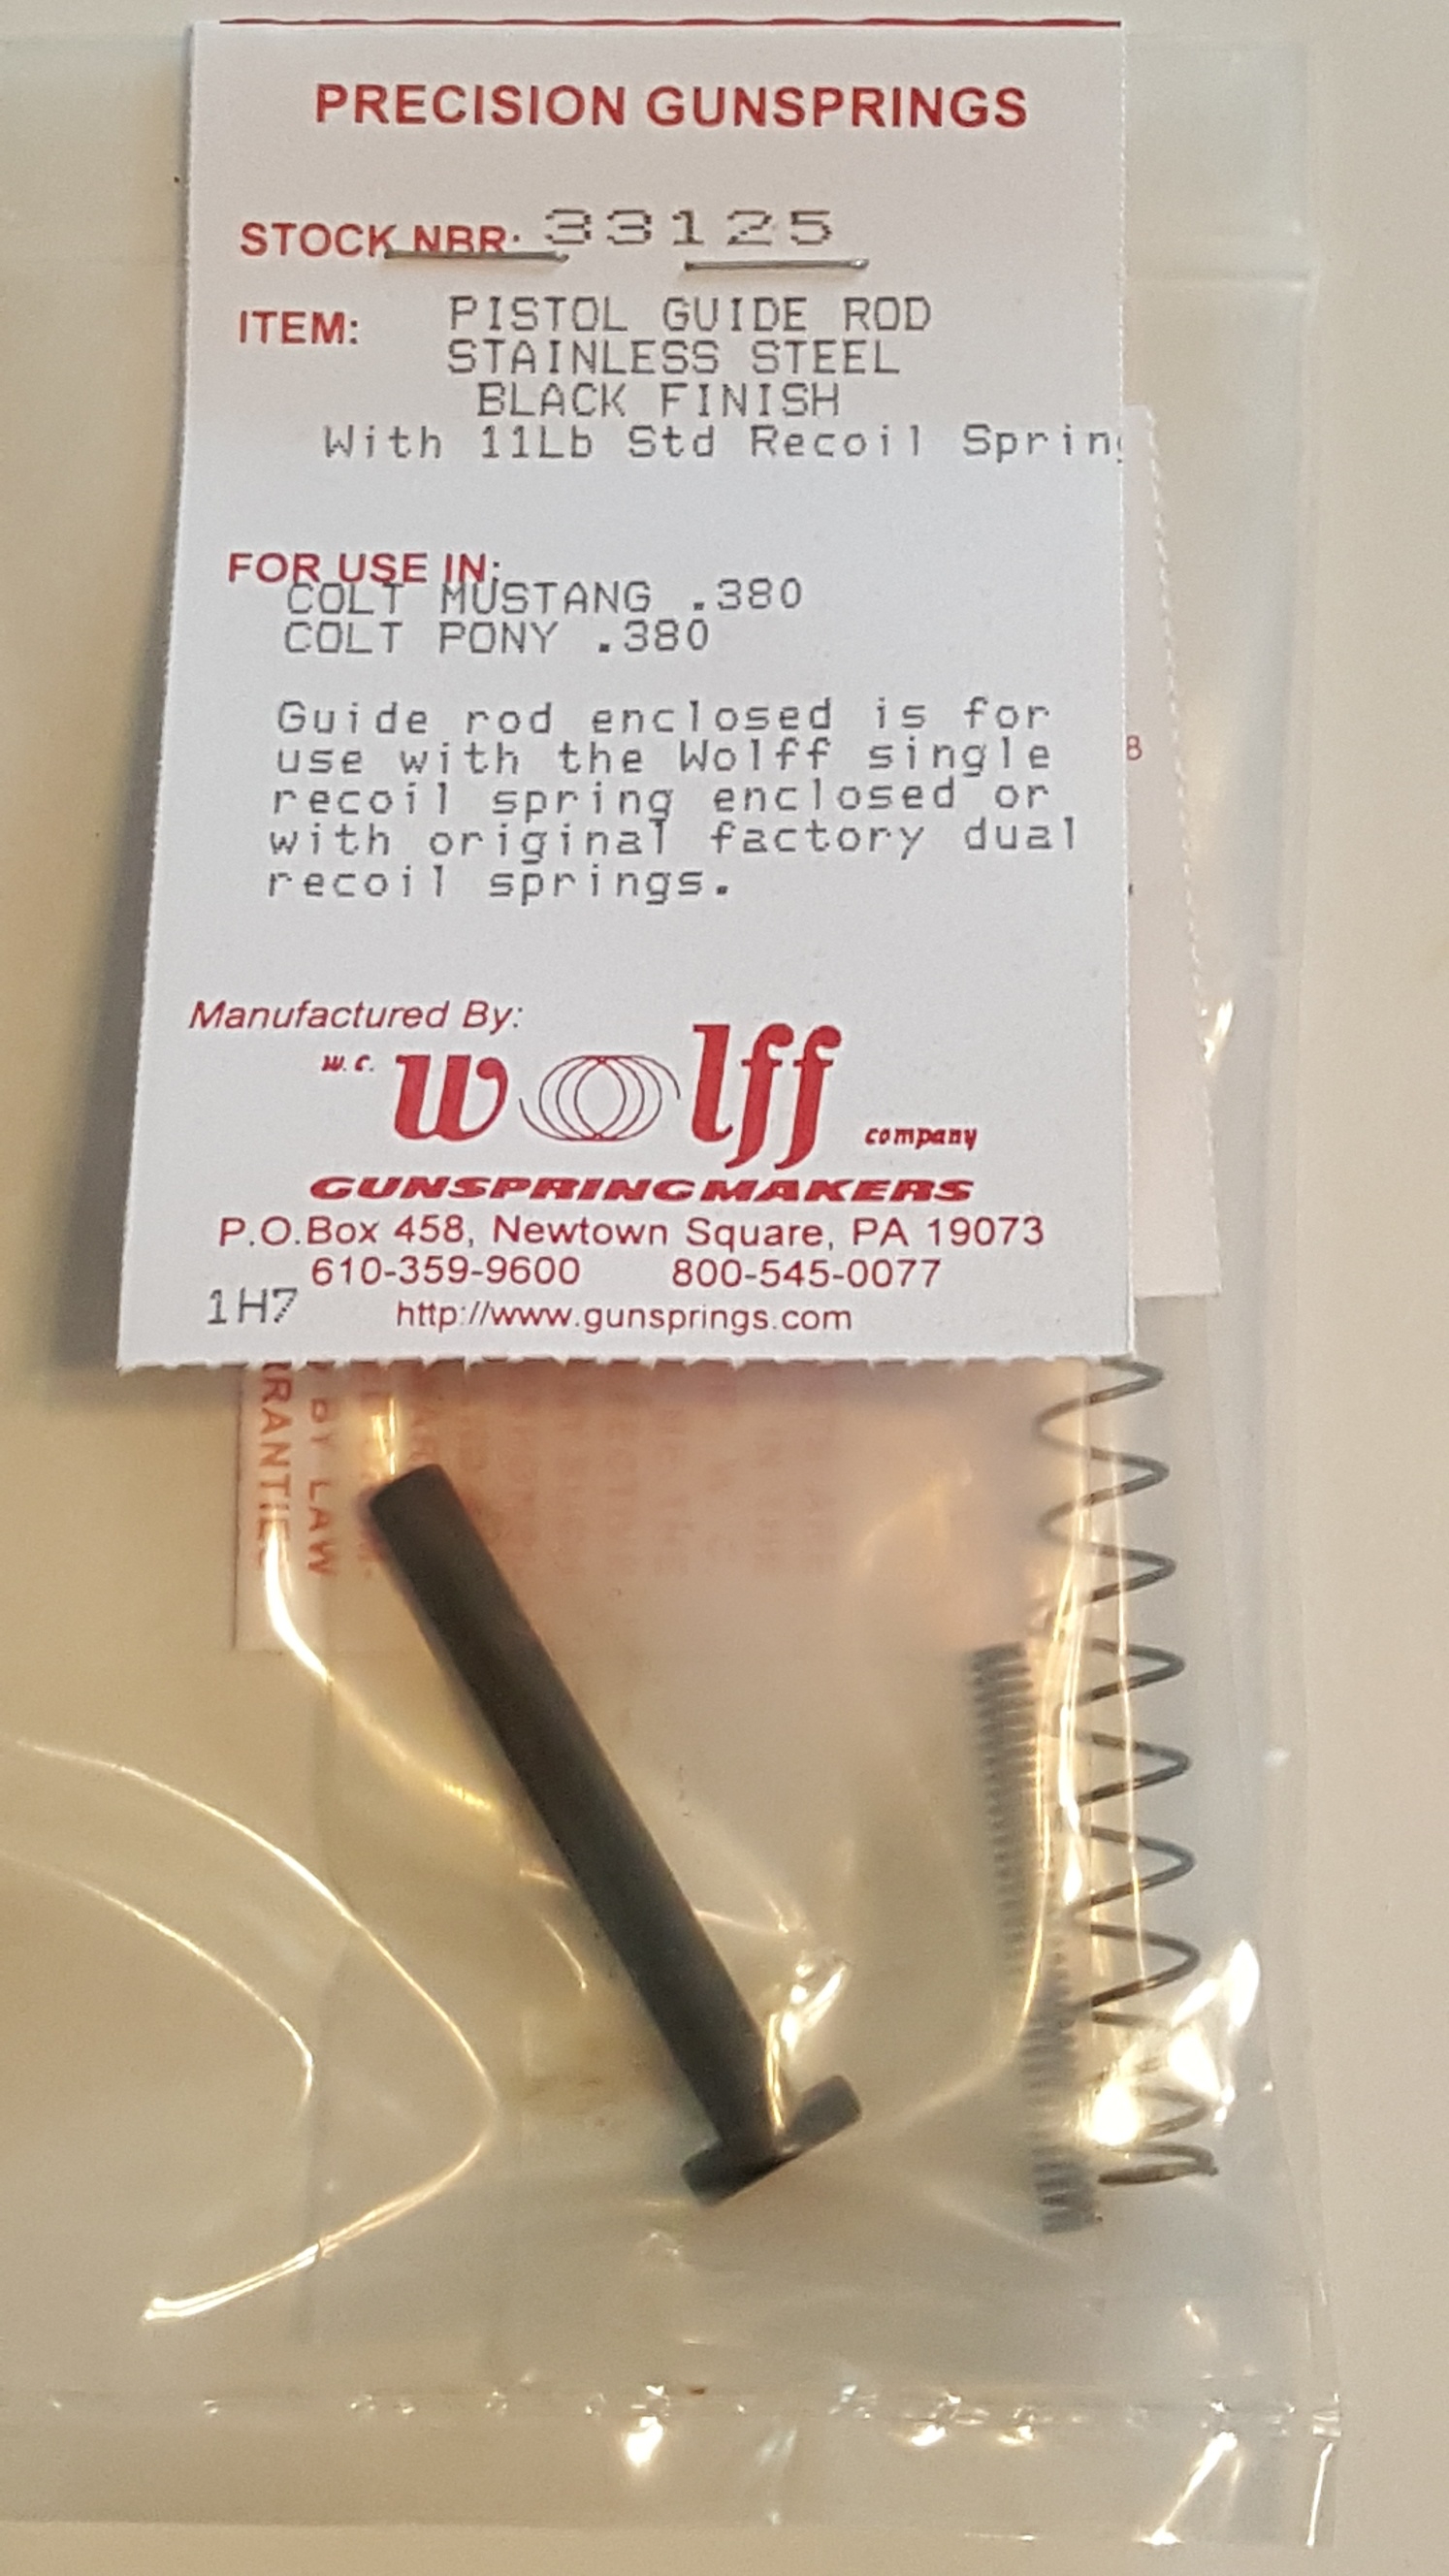 PRECISION GUNSPRINGS
STOCK NBR: 33125
ITEM: PISTOL GUIDE ROD
STAINLESS STEEL
BLACK FINISH
With 11Lb Std Recoil Spring
FOR USE IN:
COLT MUSTANG .380
COLT PONY .380
Guide rod enclosed is for
use with the Wolff single
recoil spring enclosed or
with original factory dual
recoil springs.
Manufactured By:
W. C. Wolff company
GUNSPRINGMAKERS
P.O.Box 458, Newtown Square, PA 19073
610-359-9600 800-545-0077
1H7 http://www.gunsprings.com
BY LAW